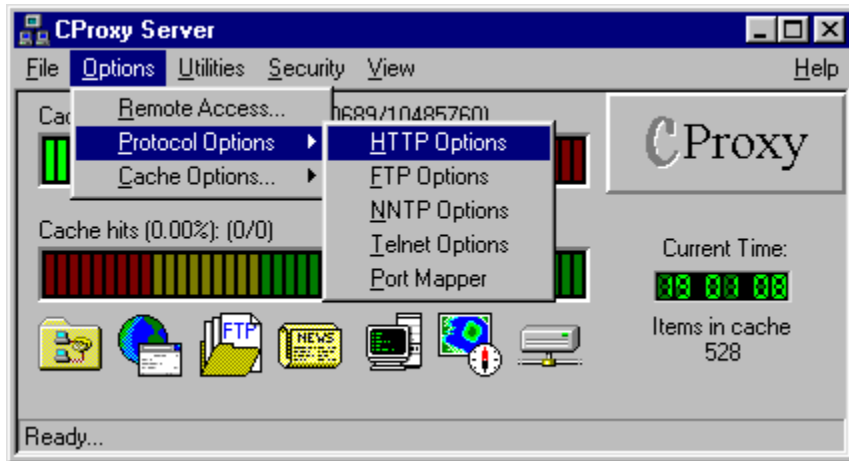 CProxy Server
File Options Utilities Security View Help
Remote Access...
Protocol Options
Cache Options...
HTTP Options
FTP Options
NNTP Options
Telnet Options
Port Mapper
CProxy
Cache hits (0.00%): (0/0)
Current Time:
Items in cache
528
FTP
NEWS
Ready...